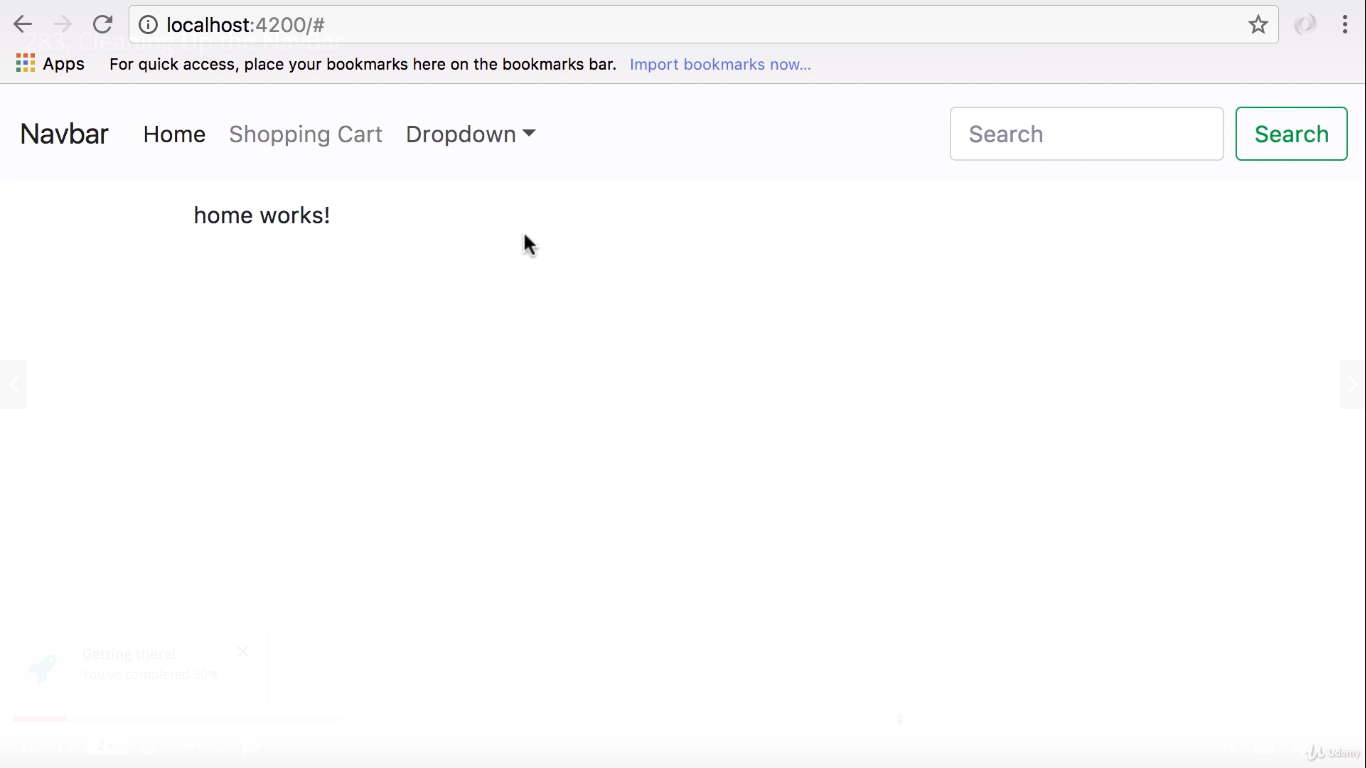 localhost:4200/#
283. Cleaning Up the NavBar
Apps For quick access, place your bookmarks here on the bookmarks bar. Import bookmarks now...
Navbar Home Shopping Cart Dropdown Search Search
home works!
Getting there!
You've completed 30%
Udemy